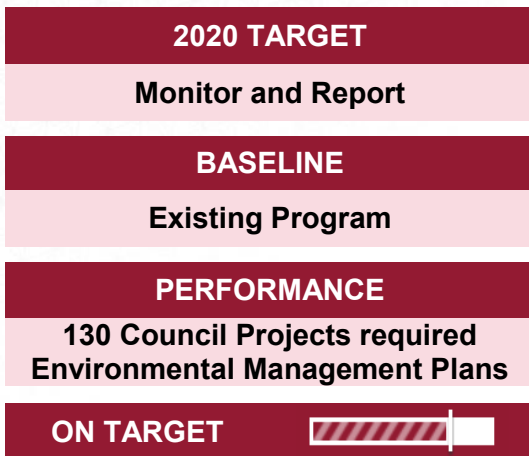 2020 TARGET
Monitor and Report
BASELINE
Existing Program
PERFORMANCE
130 Council Projects required
Environmental Management Plans
ON TARGET